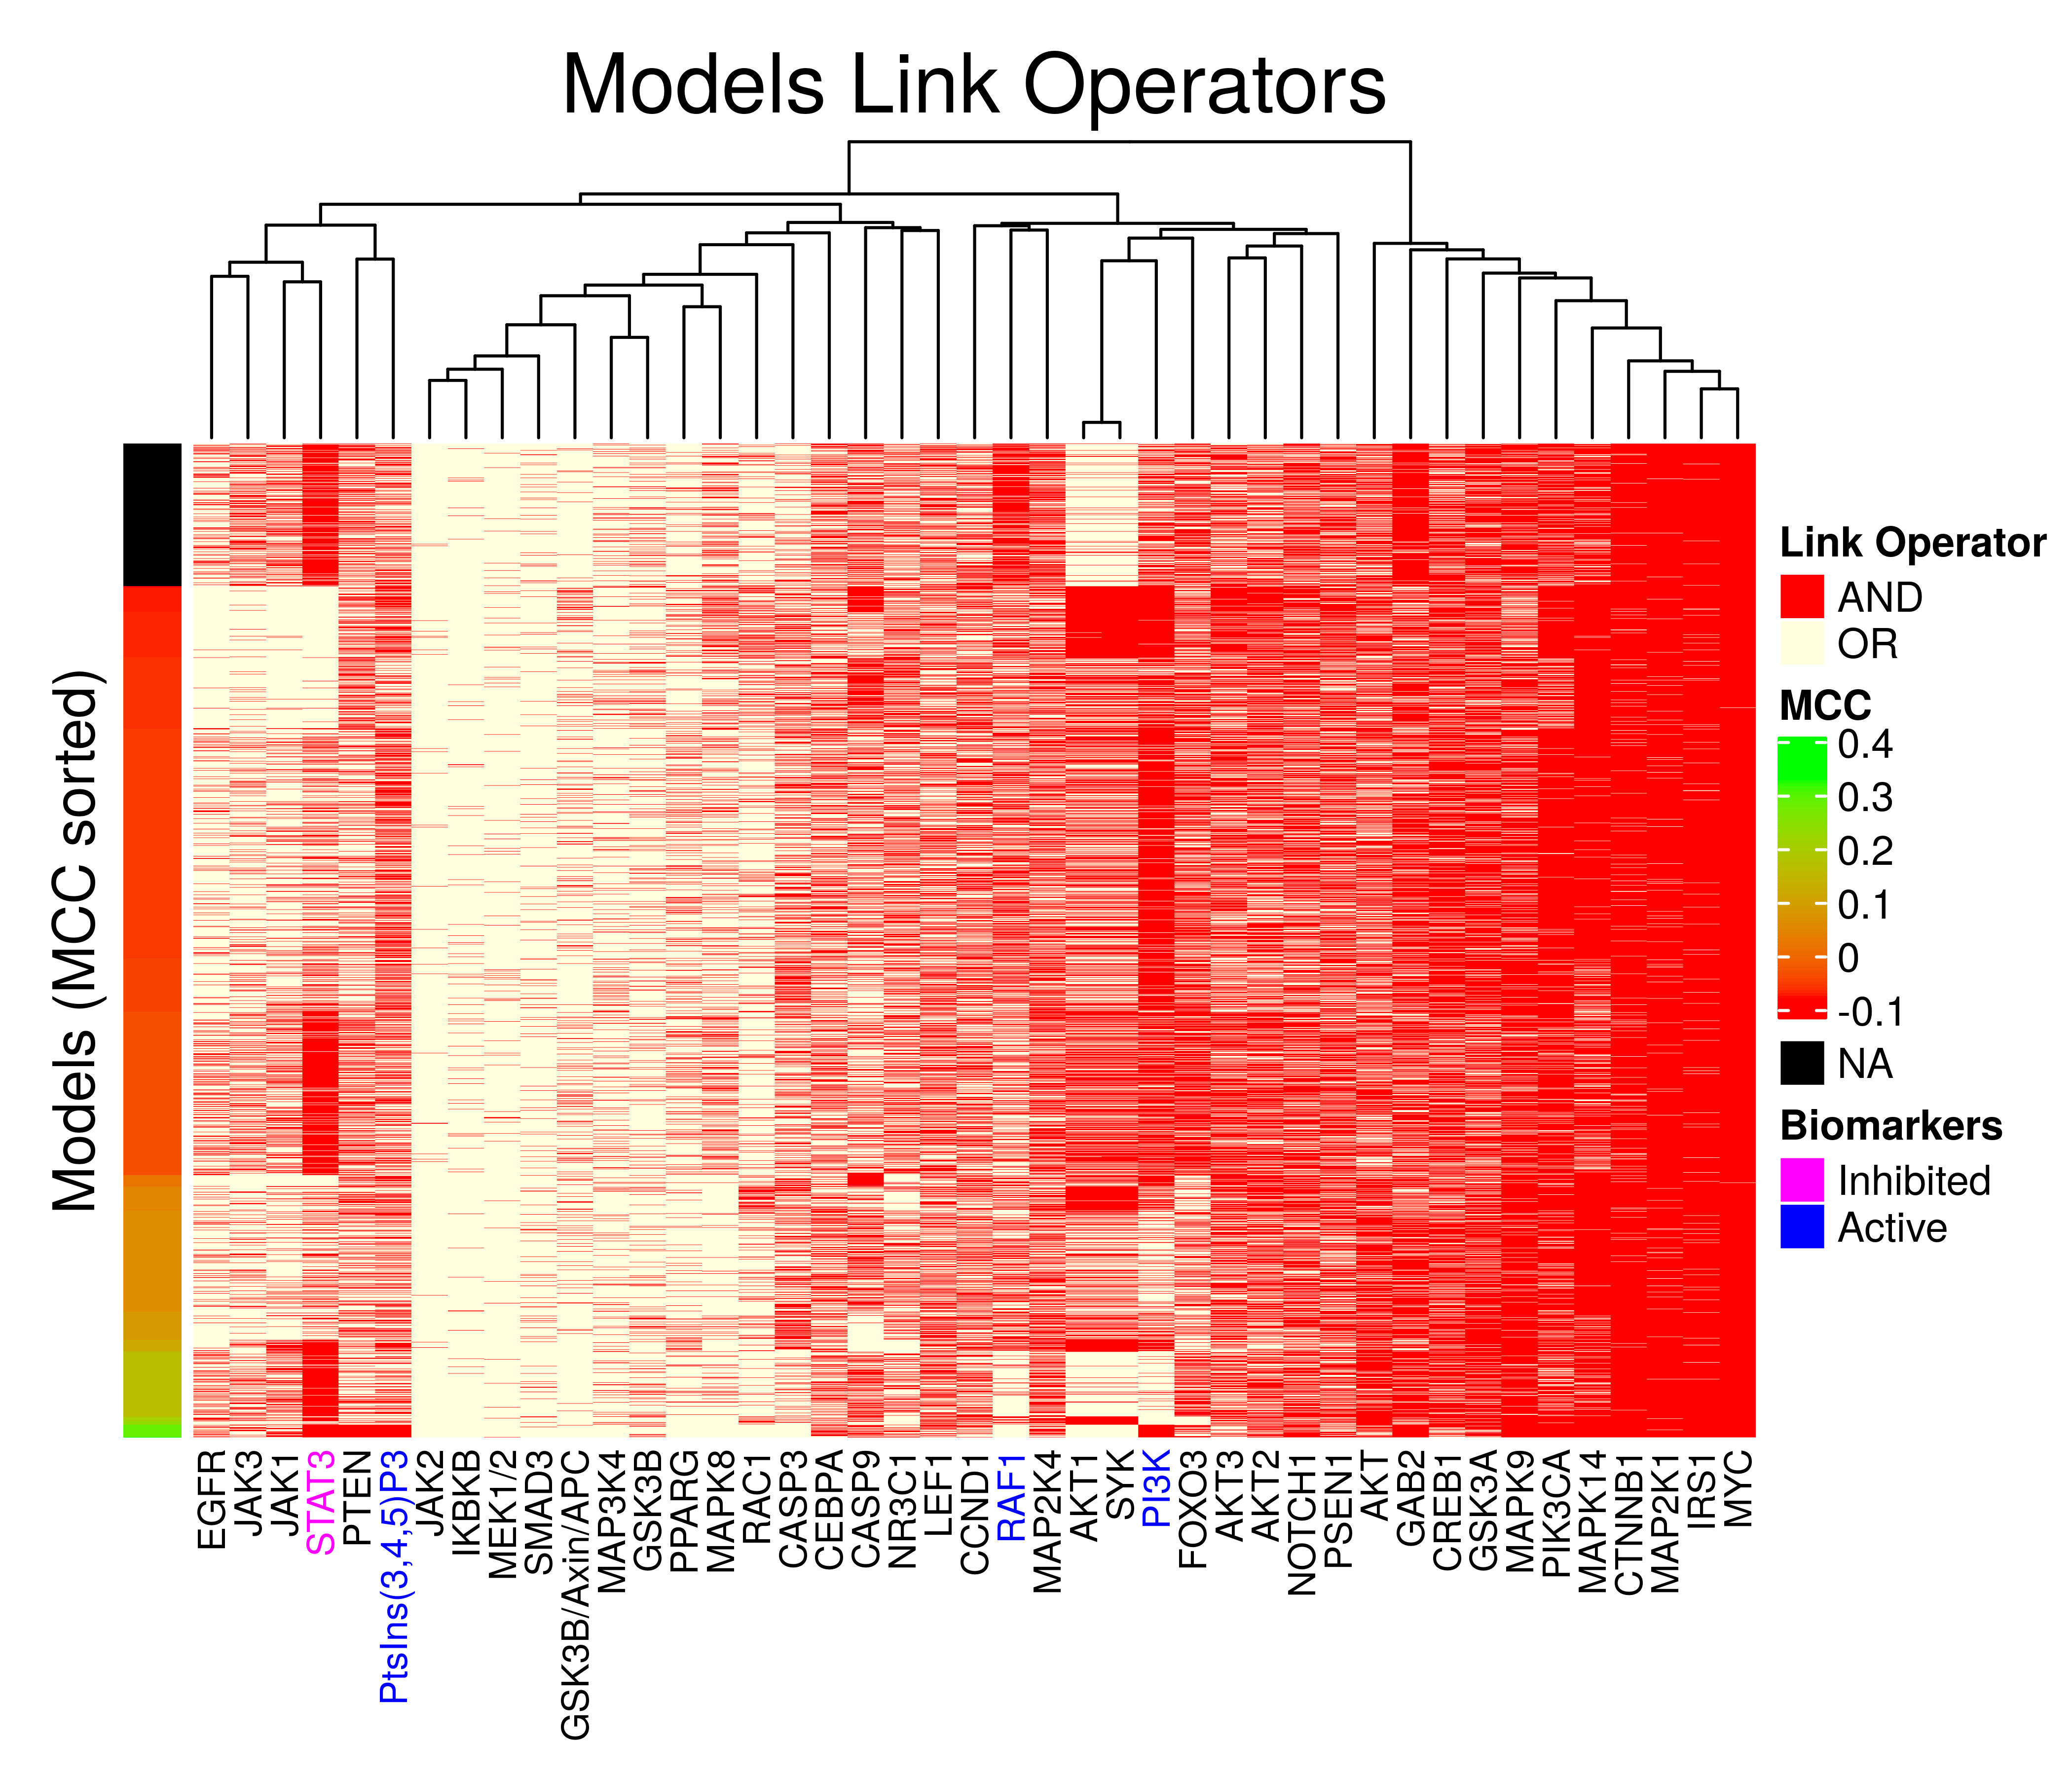 Models Link Operators
Models (MCC sorted)
Link Operator
AND
OR
MCC
0.4
0.3
0.2
0.1
0
-0.1
NA
Biomarkers
Inhibited
Active
EGFR
JAK3
JAK1
STAT3
PTEN
PtsIns(3,4,5)P3
JAK2
IKBKB
MEK1/2
SMAD3
GSK3B/Axin/APC
MAP3K4
GSK3B
PPARG
MAPK8
RAC1
CASP3
CEBPA
CASP9
NR3C1
LEF1
CCND1
RAF1
MAP2K4
AKT1
SYK
PI3K
FOXO3
AKT3
AKT2
NOTCH1
PSEN1
AKT
GAB2
CREB1
GSK3A
MAPK9
PIK3CA
MAPK14
CTNNB1
MAP2K1
IRS1
MYC